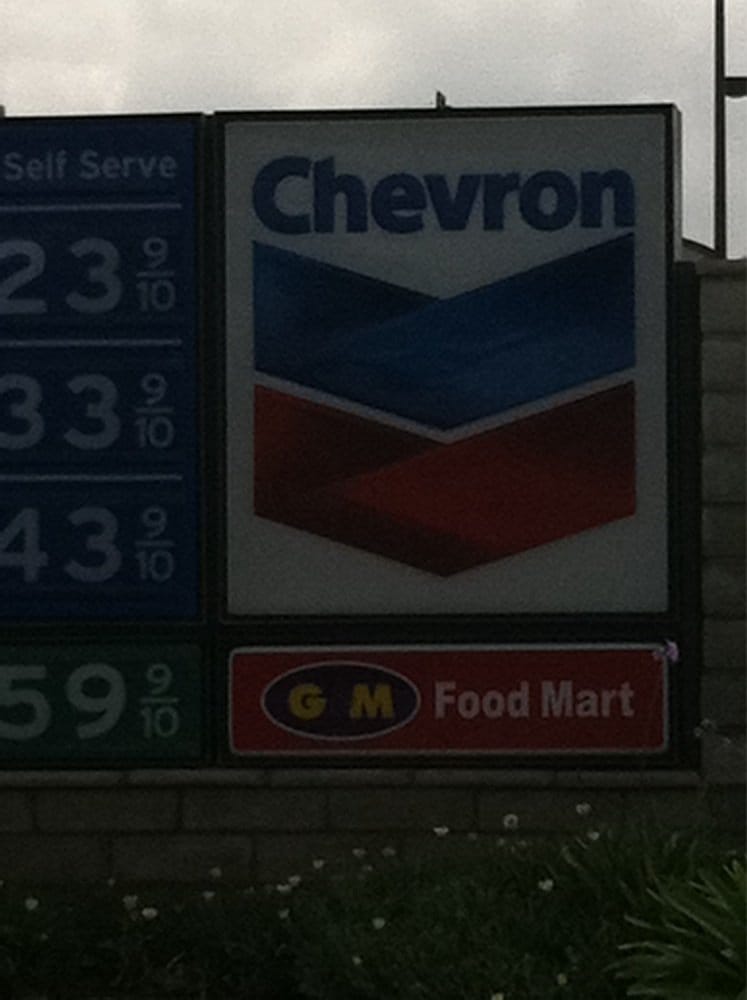 Self Serve
23 9/10
33 9/10
43 9/10
59 9/10
Chevron
G M Food Mart